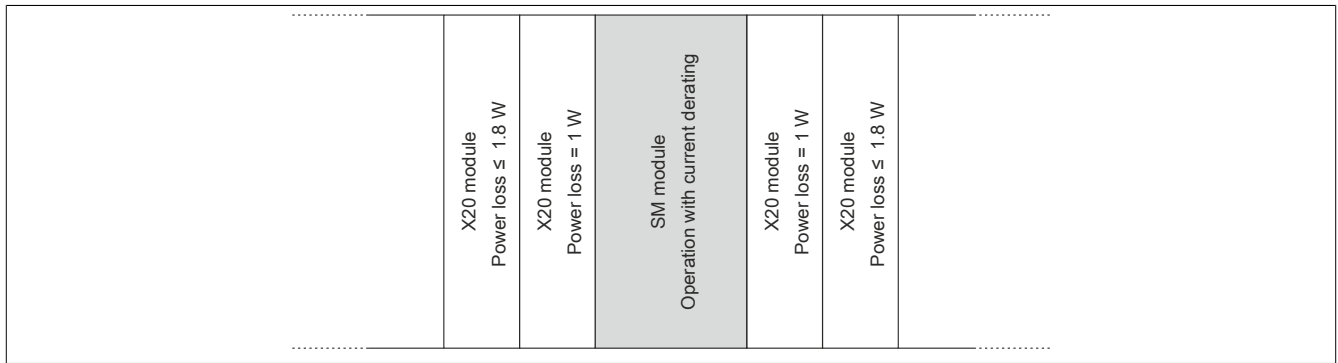 X20 module
Power loss ≤ 1.8 W
X20 module
Power loss = 1 W
SM module
Operation with current derating
X20 module
Power loss = 1 W
X20 module
Power loss ≤ 1.8 W